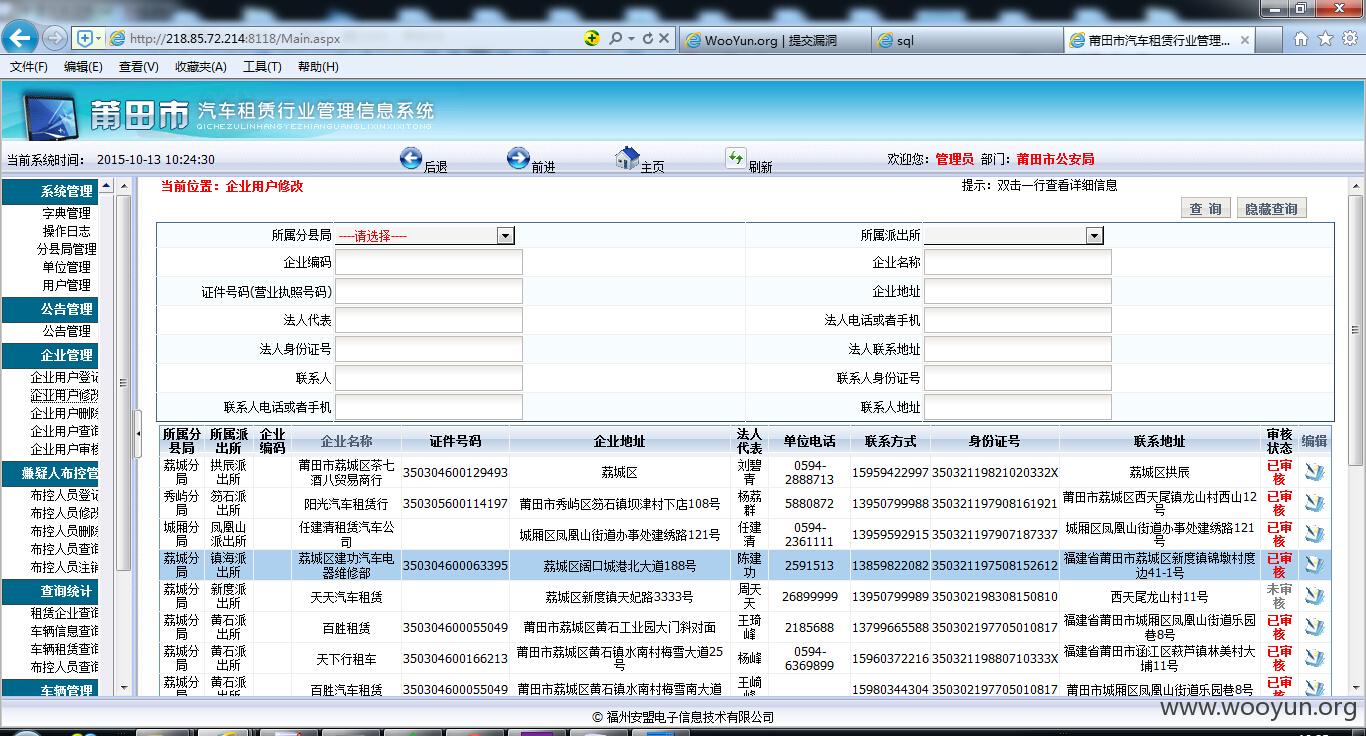 http://218.85.72.214:8118/Main.aspx
WooYun.org | 提交漏洞
sql
莆田市汽车租赁行业管理...
文件(F) 编辑(E) 查看(V) 收藏夹(A) 工具(T) 帮助(H)
莆田市 汽车租赁行业管理信息系统
QICHEZULINHANGYEZHIGUANGLIXINXIXITONG
当前系统时间: 2015-10-13 10:24:30
后退 前进 主页 刷新
欢迎您: 管理员 部门: 莆田市公安局
系统管理
字典管理
操作日志
分县局管理
单位管理
用户管理
公告管理
公告管理
企业管理
企业用户登记
企业用户修改
企业用户删除
企业用户查询
企业用户审核
嫌疑人布控管
布控人员登记
布控人员修改
布控人员删除
布控人员查询
布控人员注销
查询统计
租赁企业查询
车辆信息查询
车辆租赁查询
布控人员查询
车辆管理
当前位置: 企业用户修改
提示: 双击一行查看详细信息
查 询 隐藏查询
所属分县局 ----请选择---- 所属派出所
企业编码 企业名称
证件号码(营业执照号码) 企业地址
法人代表 法人电话或者手机
法人身份证号 法人联系地址
联系人 联系人身份证号
联系人电话或者手机 联系人地址
所属分县局 所属派出所 企业编码 企业名称 证件号码 企业地址 法人代表 单位电话 联系方式 身份证号 联系地址 审核状态 编辑
荔城分局 拱辰派出所 莆田市荔城区茶七酒八贸易商行 350304600129493 荔城区 刘碧青 0594-2888713 15959422997 35032119821020332X 荔城区拱辰 已审核
秀屿分局 笏石派出所 阳光汽车租赁行 350305600114197 莆田市秀屿区笏石镇坝津村下店108号 杨荔群 5880872 13950799988 350321197908161921 莆田市荔城区西天尾镇龙山村西山12号 已审核
城厢分局 凤凰山派出所 任建清租赁汽车公司 城厢区凤凰山街道办事处建绣路121号 任建清 0594-2361111 13959592915 350321197907187337 城厢区凤凰山街道办事处建绣路121号 已审核
荔城分局 镇海派出所 荔城区建功汽车电器维修部 350304600063395 荔城区阔口城港北大道188号 陈建功 2591513 13859822082 350321197508152612 福建省莆田市荔城区新度镇锦墩村度边41-1号 已审核
荔城分局 新度派出所 天天汽车租赁 荔城区新度镇天妃路3333号 周天天 26899999 13950799989 350302198308150810 西天尾龙山村11号 未审核
荔城分局 黄石派出所 百胜租赁 350304600055049 莆田市荔城区黄石工业园大门斜对面 王琦峰 2185688 13799665588 350302197705010817 福建省莆田市城厢区凤凰山街道乐园巷8号 已审核
荔城分局 黄石派出所 天下行租车 350304600166213 莆田市荔城区黄石镇水南村梅雪大道25号 杨峰 0594-6369899 15960372216 35032119880710333X 福建省莆田市涵江区萩芦镇林美村大埔11号 已审核
荔城分局 黄石派出所 百胜汽车租赁 350304600055049 莆田市荔城区黄石镇水南村梅雪南大道 王崎峰 15980344304 350302197705010817 莆田市城厢区凤凰山街道乐园巷8号 已审核
© 福州安盟电子信息技术有限公司
www.wooyun.org